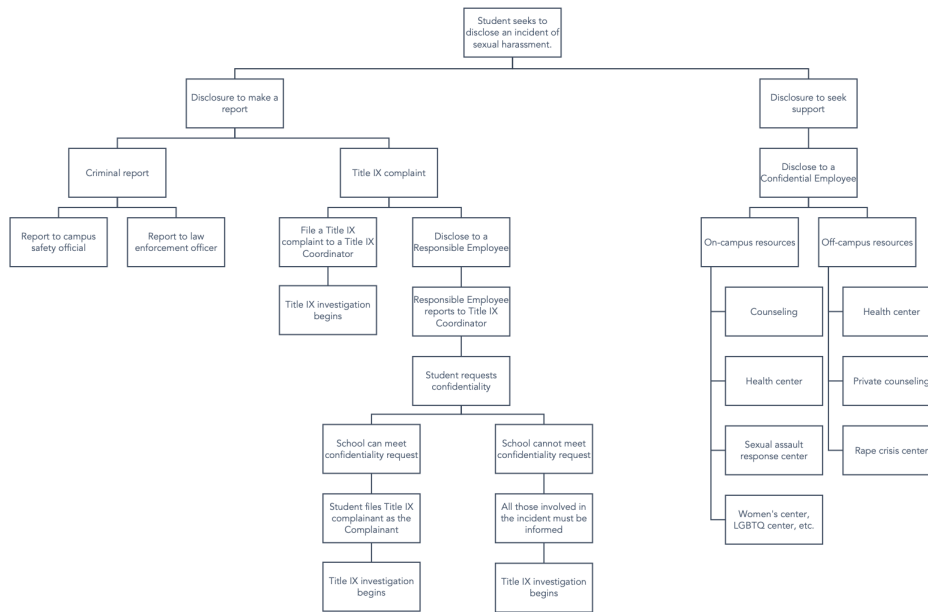 Student seeks to
disclose an incident of
sexual harassment.
Disclosure to make a
report
Disclosure to seek
support
Criminal report
Title IX complaint
Disclose to a
Confidential Employee
Report to campus
safety official
Report to law
enforcement officer
File a Title IX
complaint to a Title IX
Coordinator
Disclose to a
Responsible Employee
On-campus resources
Off-campus resources
Title IX investigation
begins
Responsible Employee
reports to Title IX
Coordinator
Counseling
Health center
Student requests
confidentiality
Health center
Private counseling
School can meet
confidentiality request
School cannot meet
confidentiality request
Sexual assault
response center
Rape crisis center
Student files Title IX
complainant as the
Complainant
All those involved in
the incident must be
informed
Women's center,
LGBTQ center, etc.
Title IX investigation
begins
Title IX investigation
begins